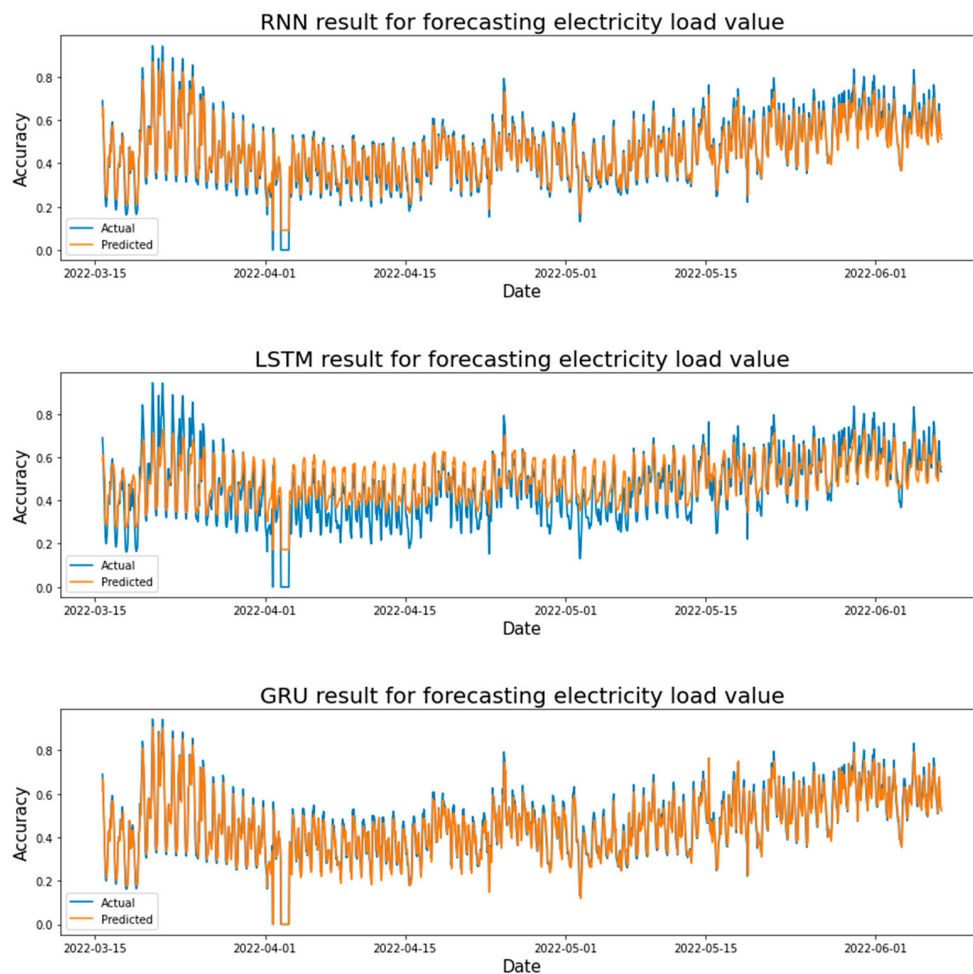 RNN result for forecasting electricity load value
Accuracy
0.8
0.6
0.4
0.2
0.0
Actual
Predicted
2022-03-15 2022-04-01 2022-04-15 2022-05-01 2022-05-15 2022-06-01
Date
LSTM result for forecasting electricity load value
Accuracy
0.8
0.6
0.4
0.2
0.0
Actual
Predicted
2022-03-15 2022-04-01 2022-04-15 2022-05-01 2022-05-15 2022-06-01
Date
GRU result for forecasting electricity load value
Accuracy
0.8
0.6
0.4
0.2
0.0
Actual
Predicted
2022-03-15 2022-04-01 2022-04-15 2022-05-01 2022-05-15 2022-06-01
Date